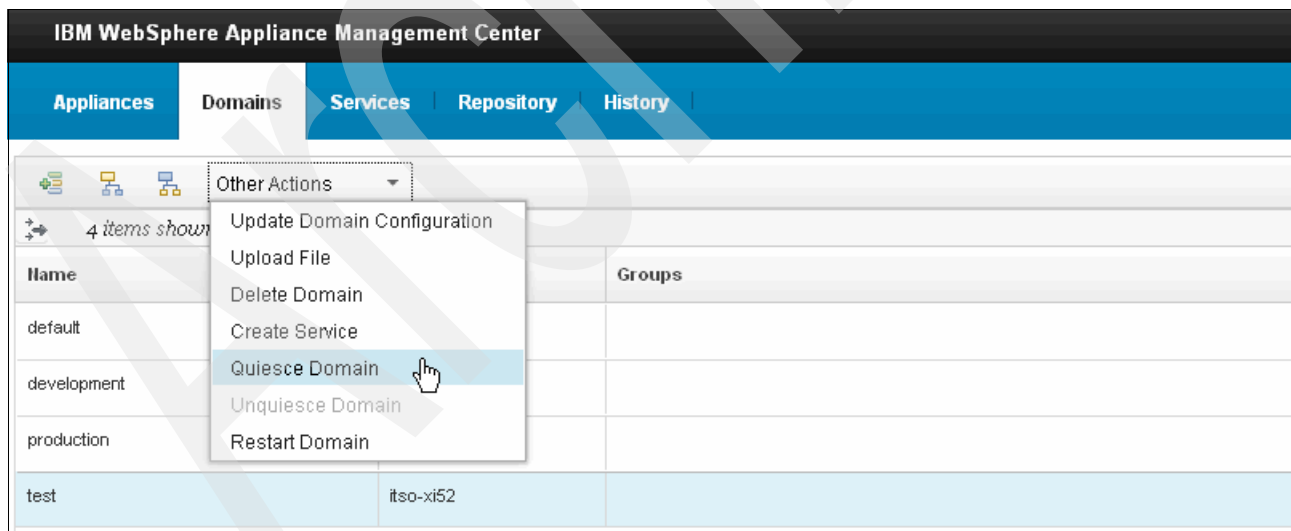 IBM WebSphere Appliance Management Center
Appliances Domains Services Repository History
Other Actions
4 items shown
Update Domain Configuration
Upload File
Name Groups
Delete Domain
default
Create Service
Quiesce Domain
development
Unquiesce Domain
production
Restart Domain
test itso-xi52